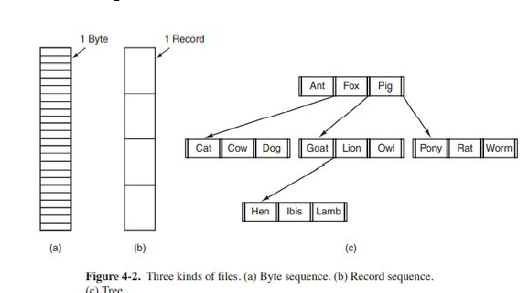 1 Byte
1 Record
Ant Fox Pig
Cat Cow Dog
Goat Lion Owl
Pony Rat Worm
Hen Ibis Lamb
(a)
(b)
(c)
Figure 4-2. Three kinds of files. (a) Byte sequence. (b) Record sequence.
(c) Tree